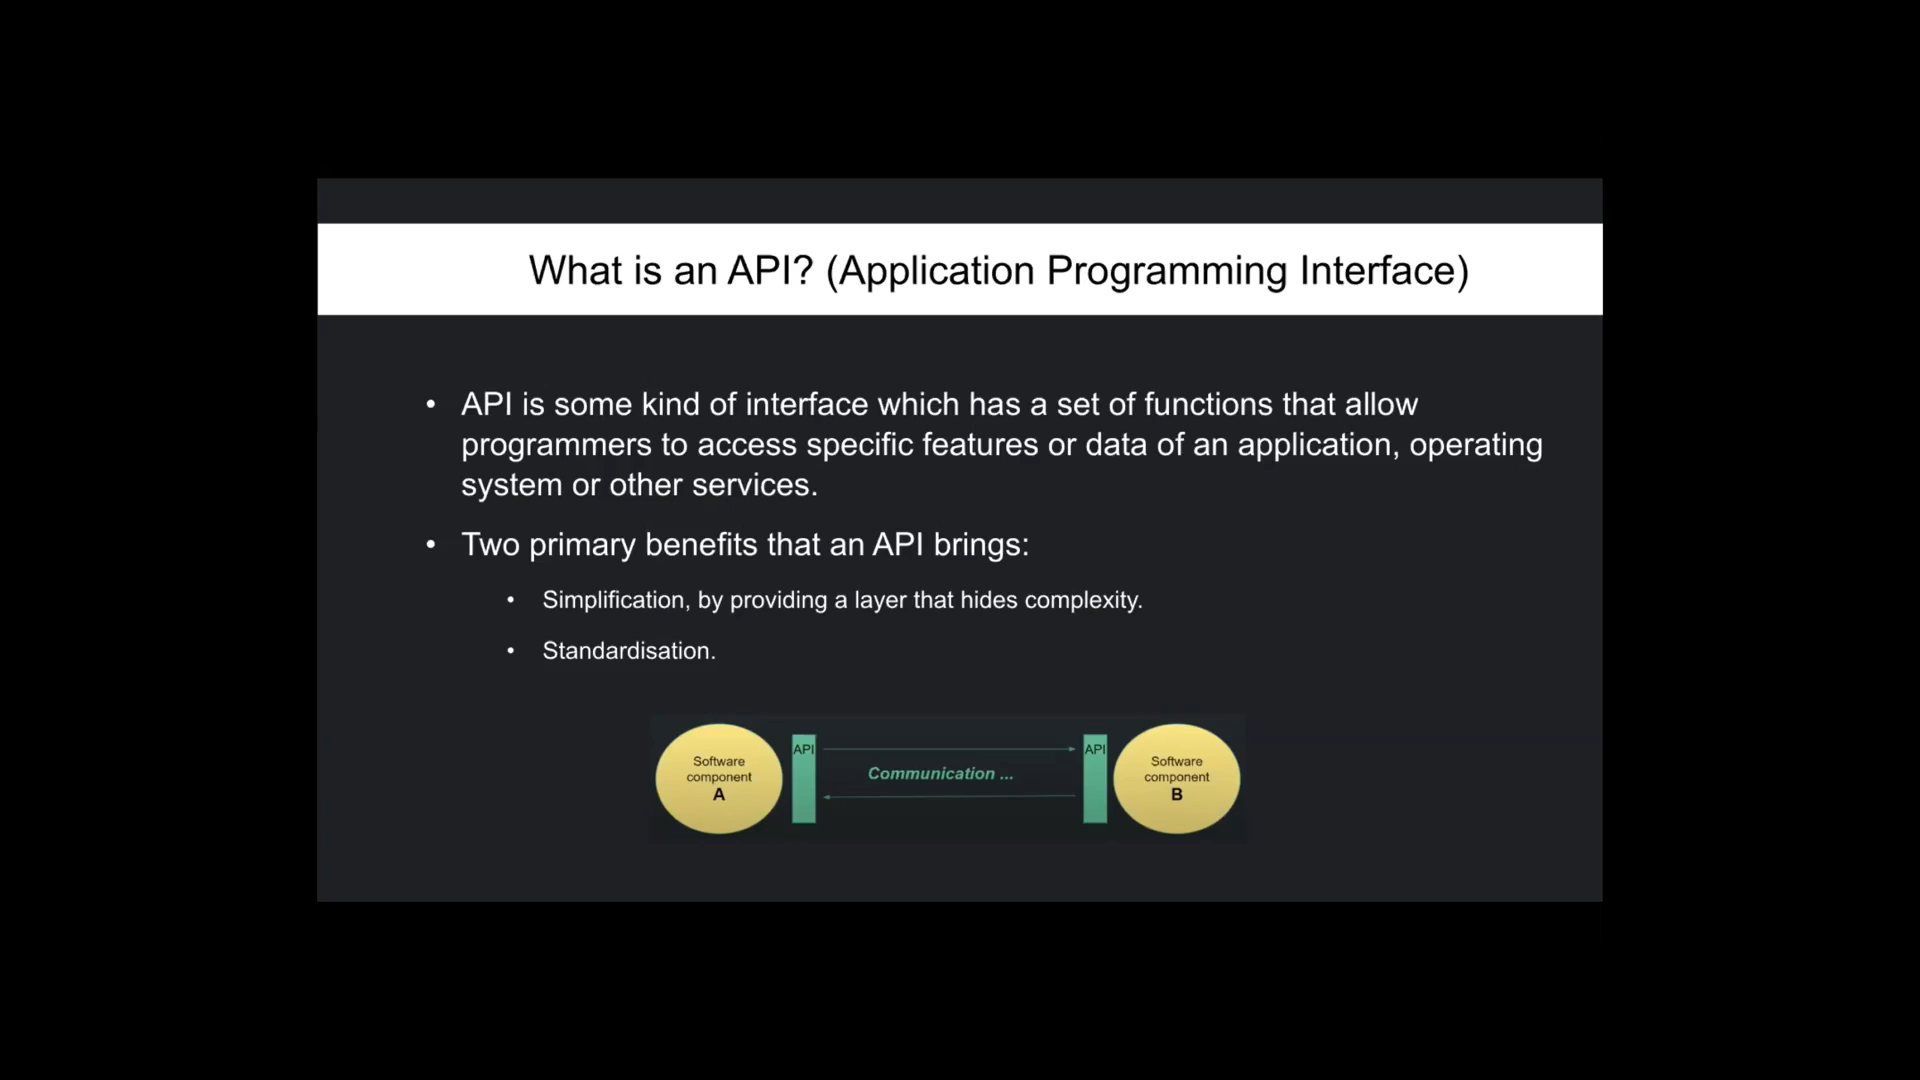 What is an API? (Application Programming Interface)
• API is some kind of interface which has a set of functions that allow
programmers to access specific features or data of an application, operating
system or other services.
• Two primary benefits that an API brings:
• Simplification, by providing a layer that hides complexity.
• Standardisation.
Software
component
A
API
Communication ...
API
Software
component
B